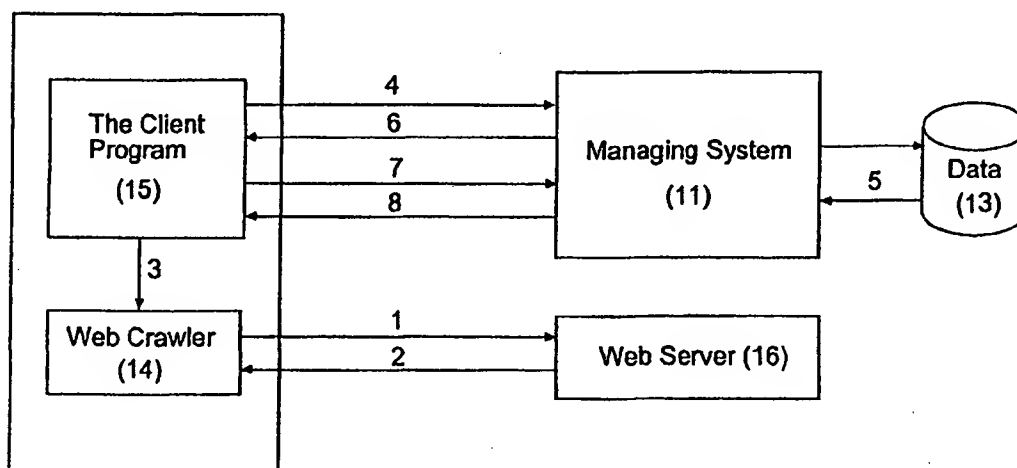 The Client
Program
(15)
4
6
7
8
Managing System
(11)
5
Data
(13)
3
Web Crawler
(14)
1
2
Web Server (16)